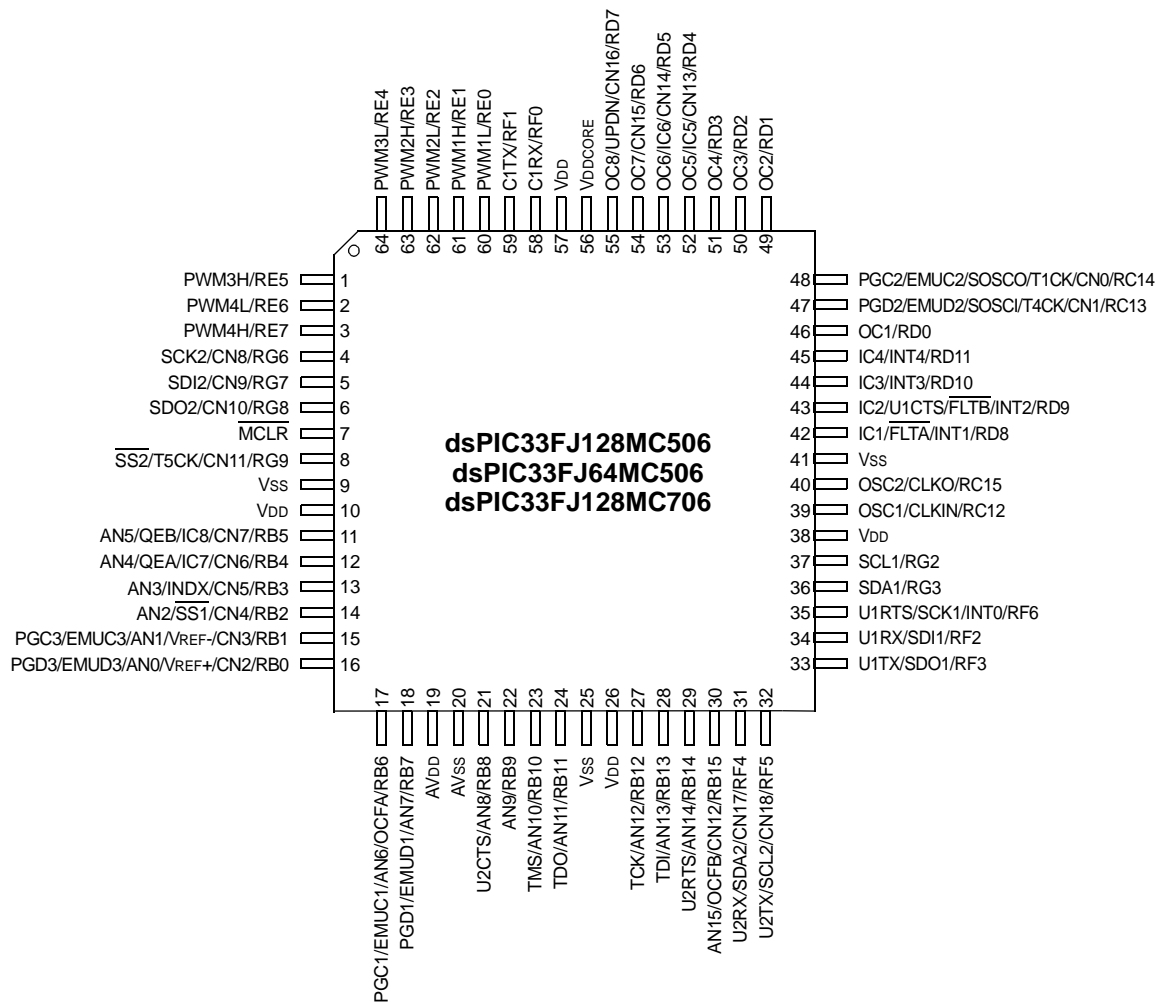 PWM3L/RE4
PWM2H/RE3
PWM2L/RE2
PWM1H/RE1
PWM1L/RE0
C1TX/RF1
C1RX/RF0
VDD
VDDCORE
OC8/UPDN/CN16/RD7
OC7/CN15/RD6
OC6/IC6/CN14/RD5
OC5/IC5/CN13/RD4
OC4/RD3
OC3/RD2
OC2/RD1
64
63
62
61
60
59
58
57
56
55
54
53
52
51
50
49
PWM3H/RE5 1
PWM4L/RE6 2
PWM4H/RE7 3
SCK2/CN8/RG6 4
SDI2/CN9/RG7 5
SDO2/CN10/RG8 6
MCLR 7
SS2/T5CK/CN11/RG9 8
VSS 9
VDD 10
AN5/QEB/IC8/CN7/RB5 11
AN4/QEA/IC7/CN6/RB4 12
AN3/INDX/CN5/RB3 13
AN2/SS1/CN4/RB2 14
PGC3/EMUC3/AN1/VREF-/CN3/RB1 15
PGD3/EMUD3/AN0/VREF+/CN2/RB0 16
dsPIC33FJ128MC506
dsPIC33FJ64MC506
dsPIC33FJ128MC706
48 PGC2/EMUC2/SOSCO/T1CK/CN0/RC14
47 PGD2/EMUD2/SOSCI/T4CK/CN1/RC13
46 OC1/RD0
45 IC4/INT4/RD11
44 IC3/INT3/RD10
43 IC2/U1CTS/FLTB/INT2/RD9
42 IC1/FLTA/INT1/RD8
41 VSS
40 OSC2/CLKO/RC15
39 OSC1/CLKIN/RC12
38 VDD
37 SCL1/RG2
36 SDA1/RG3
35 U1RTS/SCK1/INT0/RF6
34 U1RX/SDI1/RF2
33 U1TX/SDO1/RF3
17
18
19
20
21
22
23
24
25
26
27
28
29
30
31
32
PGC1/EMUC1/AN6/OCFA/RB6
PGD1/EMUD1/AN7/RB7
AVDD
AVSS
U2CTS/AN8/RB8
AN9/RB9
TMS/AN10/RB10
TDO/AN11/RB11
VSS
VDD
TCK/AN12/RB12
TDI/AN13/RB13
U2RTS/AN14/RB14
AN15/OCFB/CN12/RB15
U2RX/SDA2/CN17/RF4
U2TX/SCL2/CN18/RF5